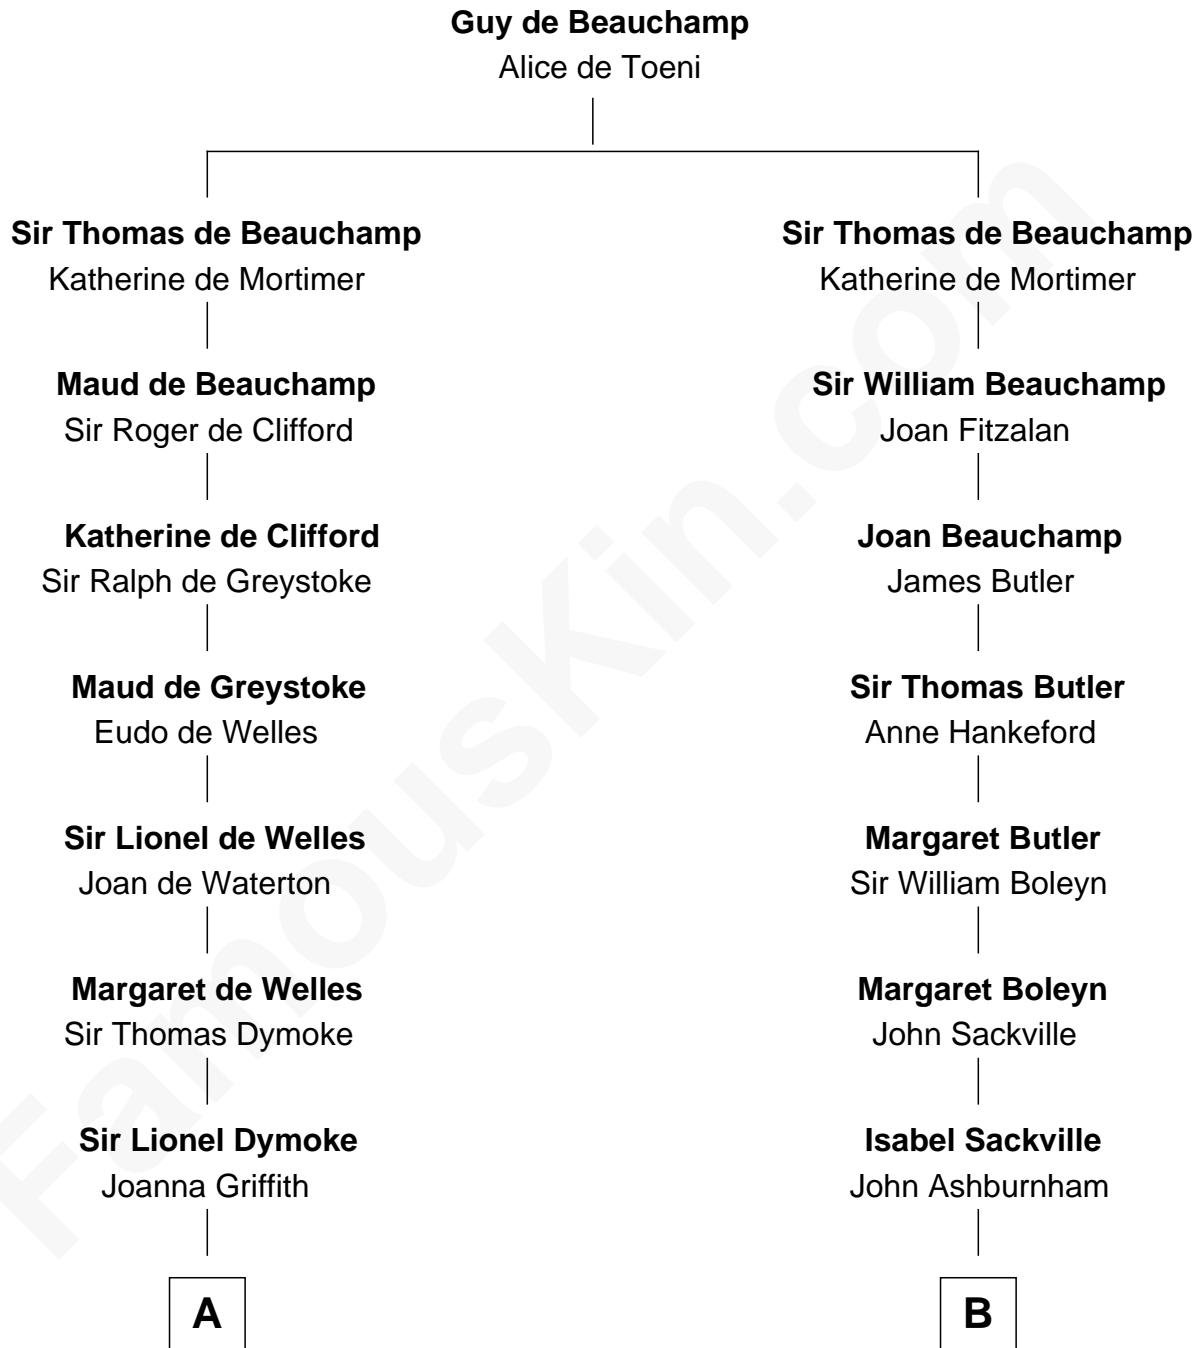 Guy de Beauchamp
Alice de Toeni
Sir Thomas de Beauchamp
Katherine de Mortimer
Sir Thomas de Beauchamp
Katherine de Mortimer
Maud de Beauchamp
Sir Roger de Clifford
Sir William Beauchamp
Joan Fitzalan
Katherine de Clifford
Sir Ralph de Greystoke
Joan Beauchamp
James Butler
Maud de Greystoke
Eudo de Welles
Sir Thomas Butler
Anne Hankeford
Sir Lionel de Welles
Joan de Waterton
Margaret Butler
Sir William Boleyn
Margaret de Welles
Sir Thomas Dymoke
Margaret Boleyn
John Sackville
Sir Lionel Dymoke
Joanna Griffith
Isabel Sackville
John Ashburnham
A
B
FamousKin.com